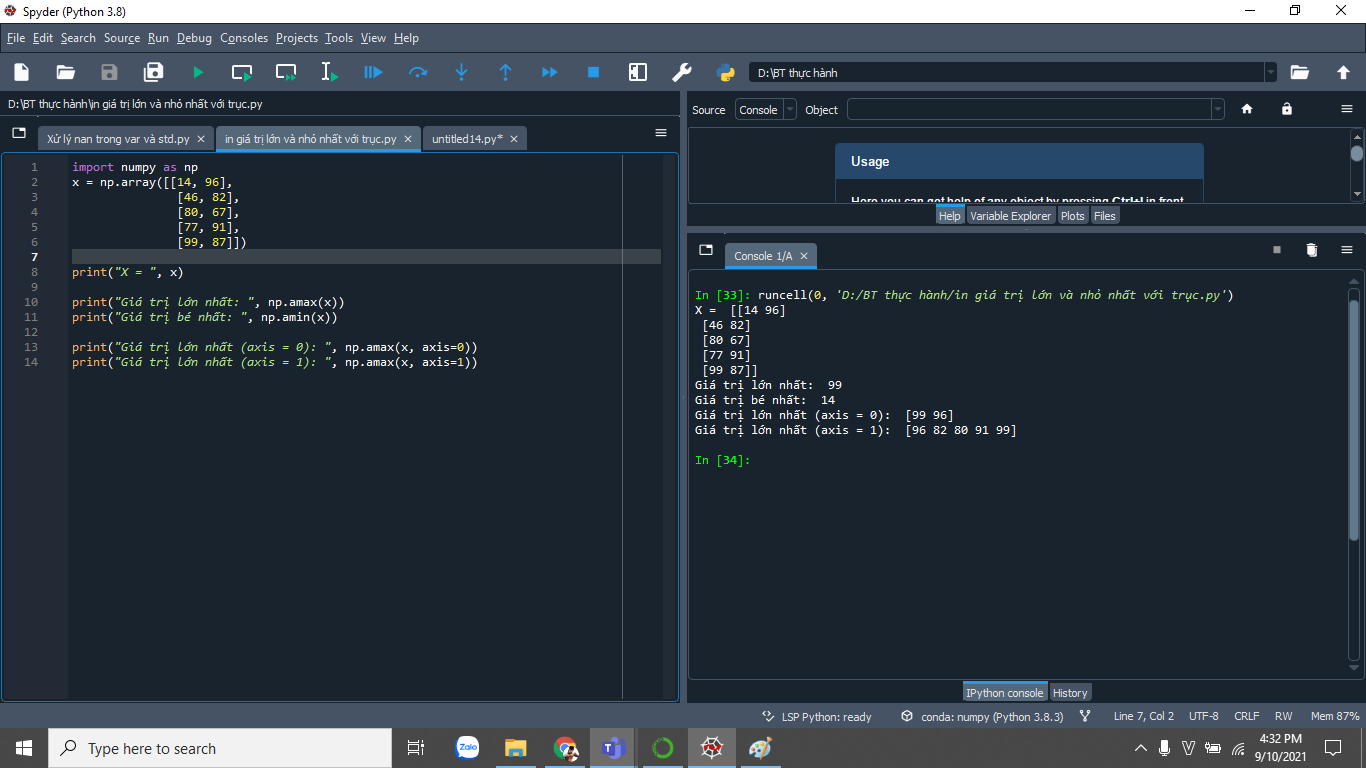 Spyder (Python 3.8)
File Edit Search Source Run Debug Consoles Projects Tools View Help
D:\BT thực hành
D:\BT thực hành\in giá trị lớn và nhỏ nhất với trục.py
Xử lý nan trong var và std.py
in giá trị lớn và nhỏ nhất với trục.py
untitled14.py*
1 import numpy as np
2 x = np.array([[14, 96],
3 [46, 82],
4 [80, 67],
5 [77, 91],
6 [99, 87]])
7
8 print("X = ", x)
9
10 print("Giá trị lớn nhất: ", np.amax(x))
11 print("Giá trị bé nhất: ", np.amin(x))
12
13 print("Giá trị lớn nhất (axis = 0): ", np.amax(x, axis=0))
14 print("Giá trị lớn nhất (axis = 1): ", np.amax(x, axis=1))
Source Console Object
Usage
Here you can get help of any object by pressing Ctrl+I in front
Help Variable Explorer Plots Files
Console 1/A
In [33]: runcell(0, 'D:/BT thực hành/in giá trị lớn và nhỏ nhất với trục.py')
X =  [[14 96]
[46 82]
[80 67]
[77 91]
[99 87]]
Giá trị lớn nhất:  99
Giá trị bé nhất:  14
Giá trị lớn nhất (axis = 0):  [99 96]
Giá trị lớn nhất (axis = 1):  [96 82 80 91 99]
In [34]:
IPython console History
LSP Python: ready conda: numpy (Python 3.8.3) Line 7, Col 2 UTF-8 CRLF RW Mem 87%
Type here to search
Zalo
4:32 PM
9/10/2021